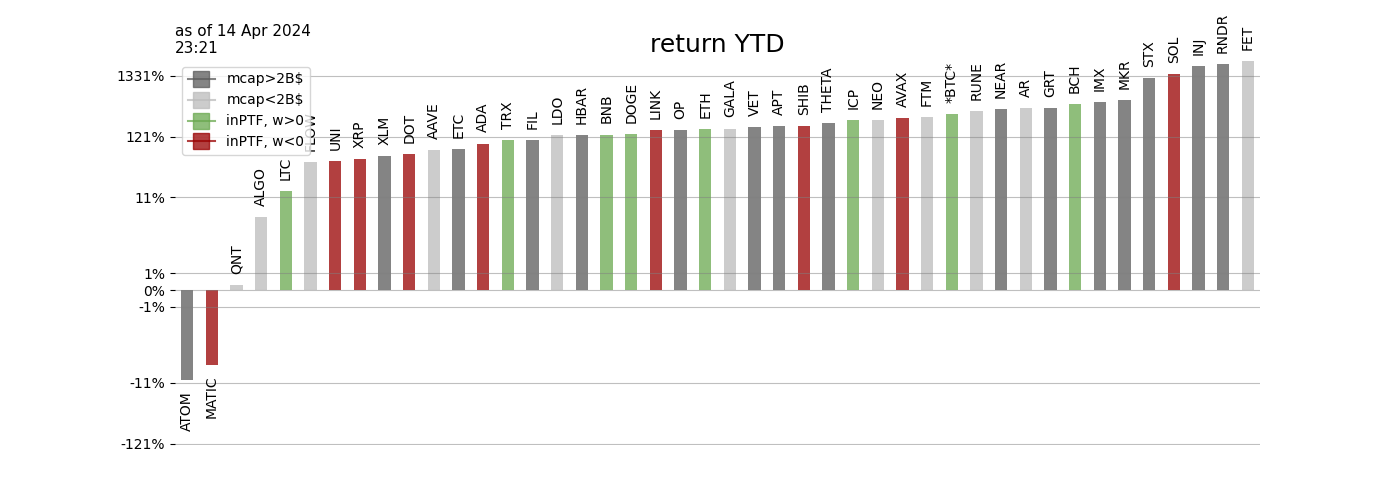 as of 14 Apr 2024
23:21
return YTD
mcap>2B$
mcap<2B$
inPTF, w>0
inPTF, w<0
1331%
121%
11%
1%
0%
-1%
-11%
-121%
ATOM
MATIC
QNT
ALGO
LTC
FLOW
UNI
XRP
XLM
DOT
AAVE
ETC
ADA
TRX
FIL
LDO
HBAR
BNB
DOGE
LINK
OP
ETH
GALA
VET
APT
SHIB
THETA
ICP
NEO
AVAX
FTM
*BTC*
RUNE
NEAR
AR
GRT
BCH
IMX
MKR
STX
SOL
INJ
RNDR
FET